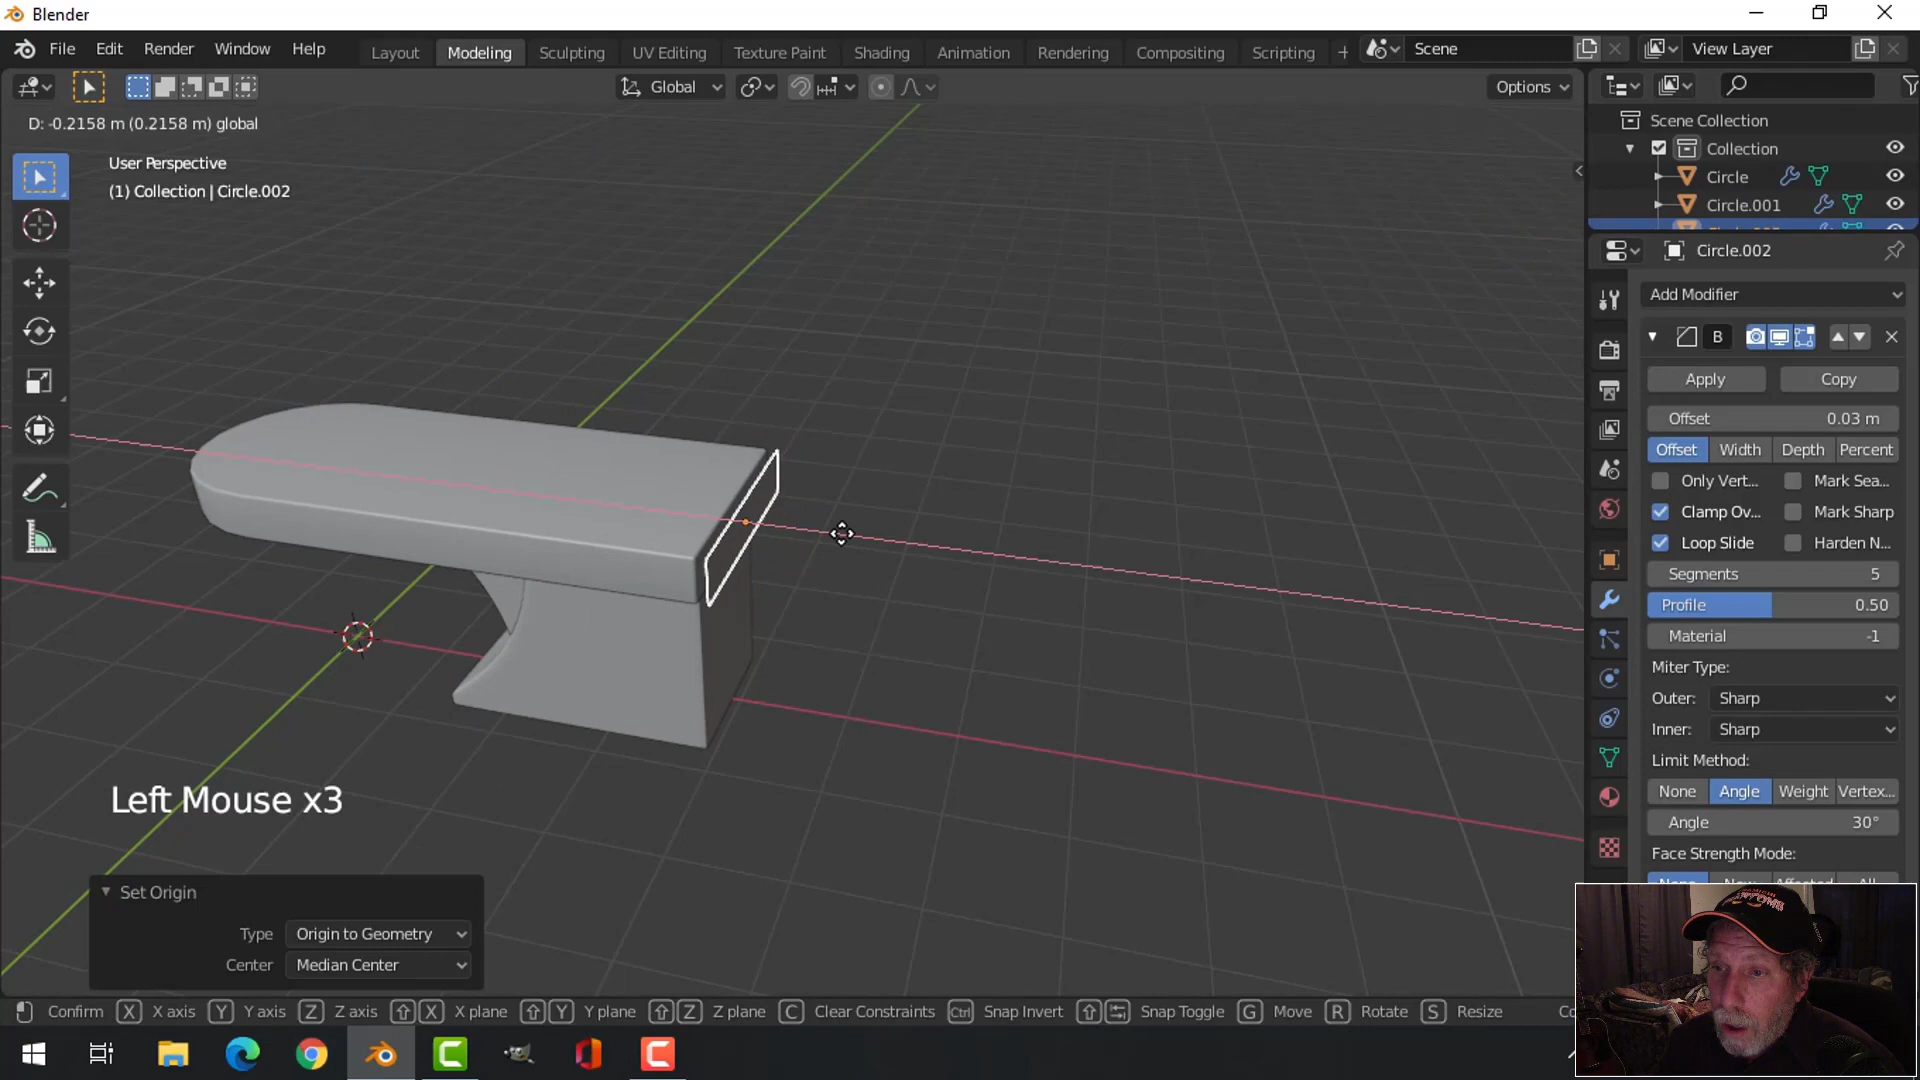 Blender
File Edit Render Window Help
Layout Modeling Sculpting UV Editing Texture Paint Shading Animation Rendering Compositing Scripting +
Scene
View Layer
Global
Options
D: -0.2158 m (0.2158 m) global
User Perspective
(1) Collection | Circle.002
Scene Collection
Collection
Circle
Circle.001
Circle.002
Add Modifier
B
Apply Copy
Offset 0.03 m
Offset Width Depth Percent
Only Vert... Mark Sea...
Clamp Ov... Mark Sharp
Loop Slide Harden N...
Segments 5
Profile 0.50
Material -1
Miter Type:
Outer: Sharp
Inner: Sharp
Limit Method:
None Angle Weight Vertex...
Angle 30°
Face Strength Mode:
Left Mouse x3
Set Origin
Type Origin to Geometry
Center Median Center
Confirm X X axis Y Y axis Z Z axis X X plane Y Y plane Z Z plane C Clear Constraints Ctrl Snap Invert Snap Toggle G Move R Rotate S Resize